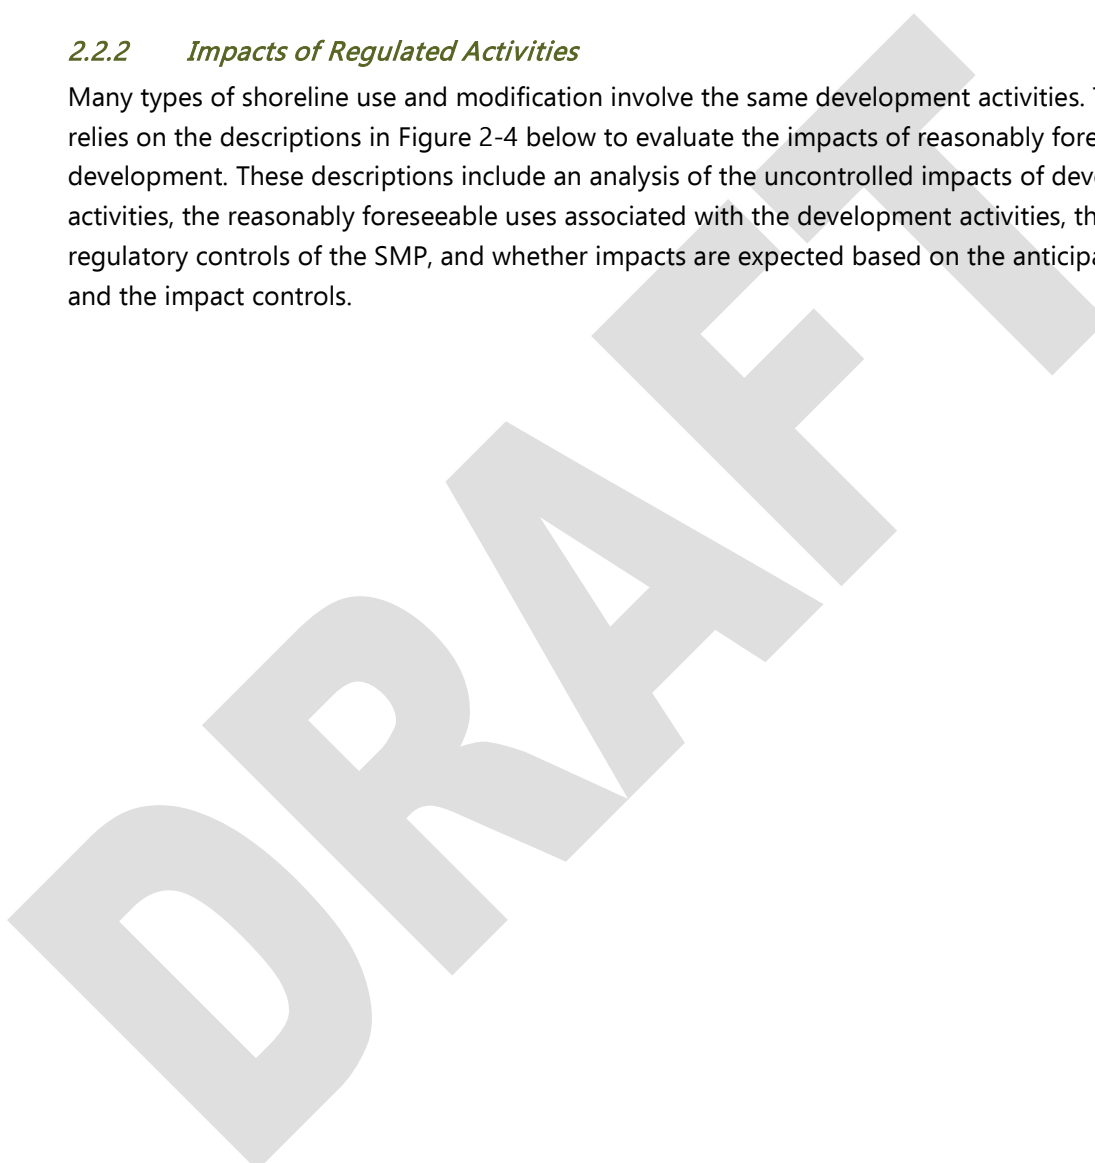 2.2.2 Impacts of Regulated Activities
Many types of shoreline use and modification involve the same development activities.
relies on the descriptions in Figure 2-4 below to evaluate the impacts of reasonably
development. These descriptions include an analysis of the uncontrolled impacts of
activities, the reasonably foreseeable uses associated with the development activities,
regulatory controls of the SMP, and whether impacts are expected based on the
and the impact controls.
DRAFT